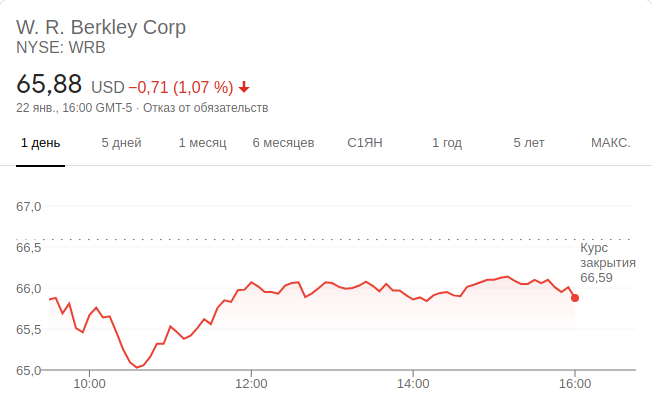 W. R. Berkley Corp
NYSE: WRB
65,88 USD −0,71 (1,07 %)
22 янв., 16:00 GMT-5 · Отказ от обязательств
1 день 5 дней 1 месяц 6 месяцев С1ЯН 1 год 5 лет МАКС.
67,0
66,5
66,0
65,5
65,0
Курс
закрытия
66,59
10:00 12:00 14:00 16:00